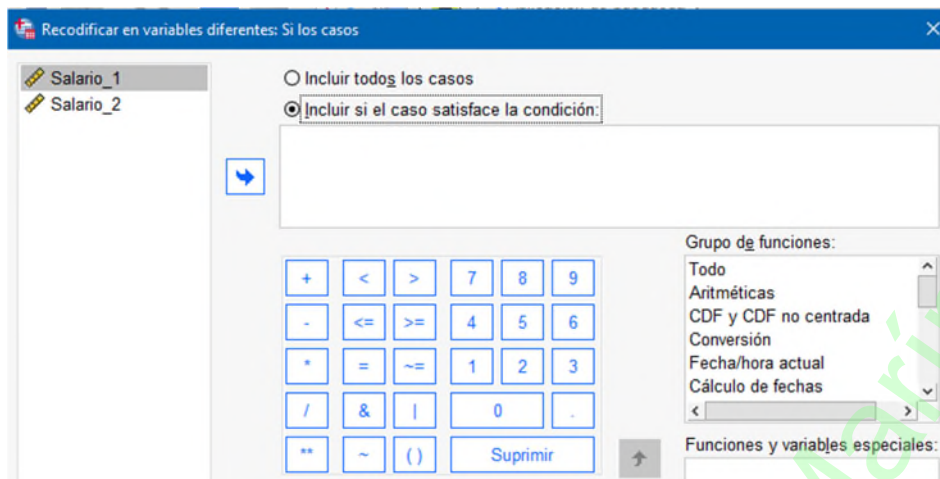 Recodificar en variables diferentes: Si los casos
Salario_1
Salario_2
Incluir todos los casos
Incluir si el caso satisface la condición:
+ < > 7 8 9
- <= >= 4 5 6
* = ~= 1 2 3
/ & | 0 .
** ~ ( ) Suprimir
Grupo de funciones:
Todo
Aritméticas
CDF y CDF no centrada
Conversión
Fecha/hora actual
Cálculo de fechas
Funciones y variables especiales: